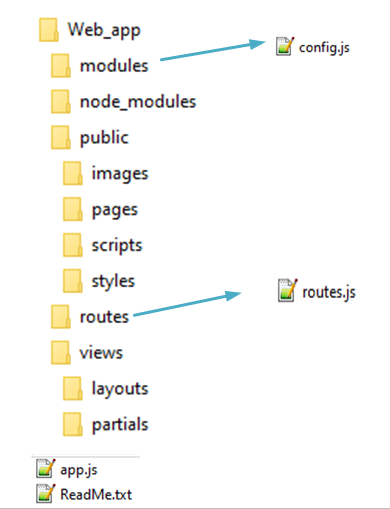 Web_app
modules
config.js
node_modules
public
images
pages
scripts
styles
routes
routes.js
views
layouts
partials
app.js
ReadMe.txt